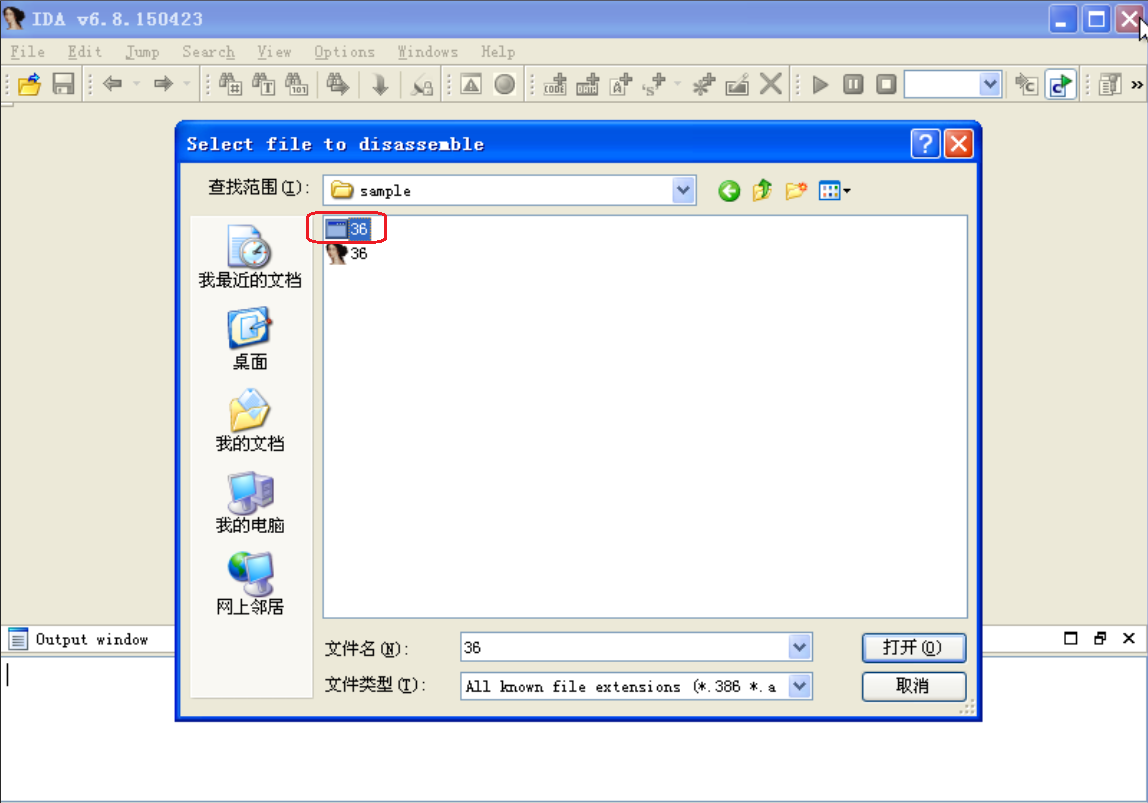 IDA v6.8.150423
File Edit Jump Search View Options Windows Help
Select file to disassemble
查找范围(I):
sample
36
36
我最近的文档
桌面
我的文档
我的电脑
网上邻居
文件名(N):
36
打开(O)
文件类型(T):
All known file extensions (*.386 *.a
取消
Output window